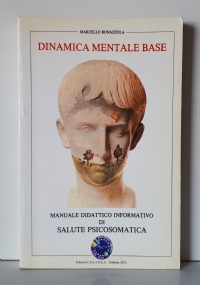 MARCELLO BONAZZOLA
DINAMICA MENTALE BASE
MANUALE DIDATTICO INFORMATIVO
DI
SALUTE PSICOSOMATICA